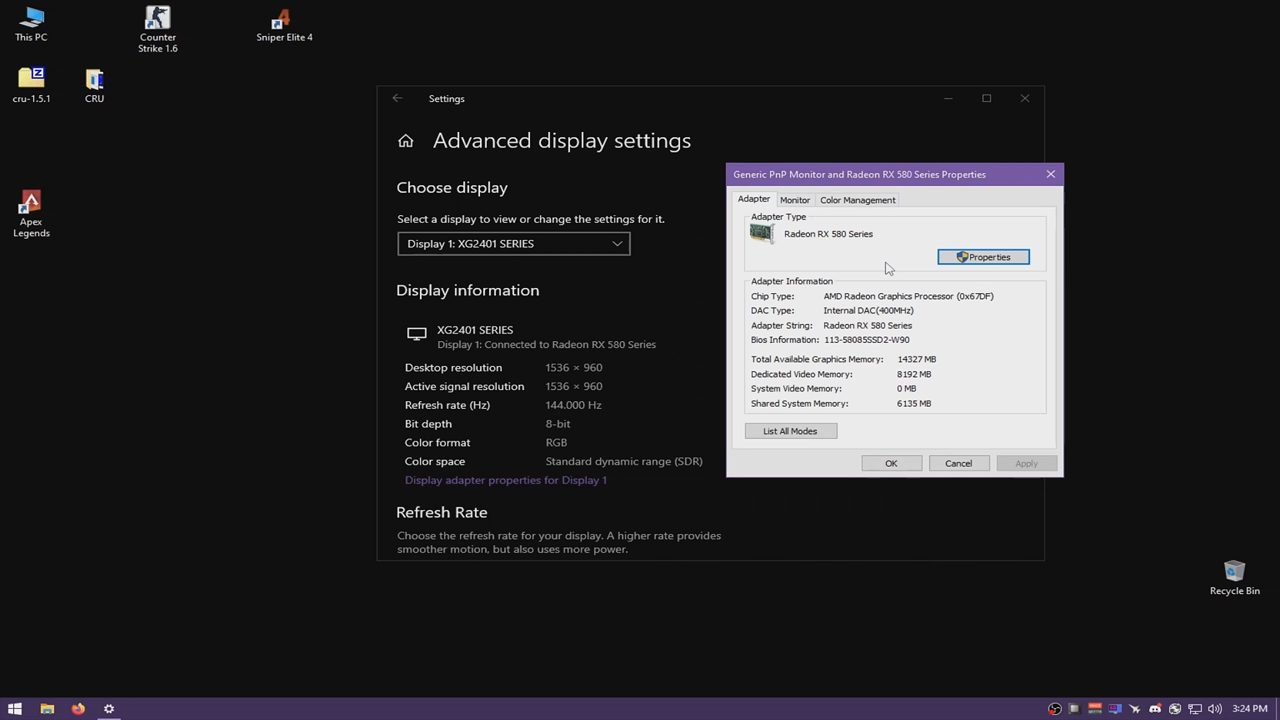 This PC
Counter
Strike 1.6
Sniper Elite 4
cru-1.5.1
CRU
Apex
Legends
Settings
Advanced display settings
Choose display
Select a display to view or change the settings for it.
Display 1: XG2401 SERIES
Display information
XG2401 SERIES
Display 1: Connected to Radeon RX 580 Series
Desktop resolution 1536 × 960
Active signal resolution 1536 × 960
Refresh rate (Hz) 144.000 Hz
Bit depth 8-bit
Color format RGB
Color space Standard dynamic range (SDR)
Display adapter properties for Display 1
Refresh Rate
Choose the refresh rate for your display. A higher rate provides
smoother motion, but also uses more power.
Generic PnP Monitor and Radeon RX 580 Series Properties
Adapter Monitor Color Management
Adapter Type
Radeon RX 580 Series
Properties
Adapter Information
Chip Type: AMD Radeon Graphics Processor (0x67DF)
DAC Type: Internal DAC(400MHz)
Adapter String: Radeon RX 580 Series
Bios Information: 113-58085SSD2-W90
Total Available Graphics Memory: 14327 MB
Dedicated Video Memory: 8192 MB
System Video Memory: 0 MB
Shared System Memory: 6135 MB
List All Modes
OK Cancel Apply
Recycle Bin
3:24 PM